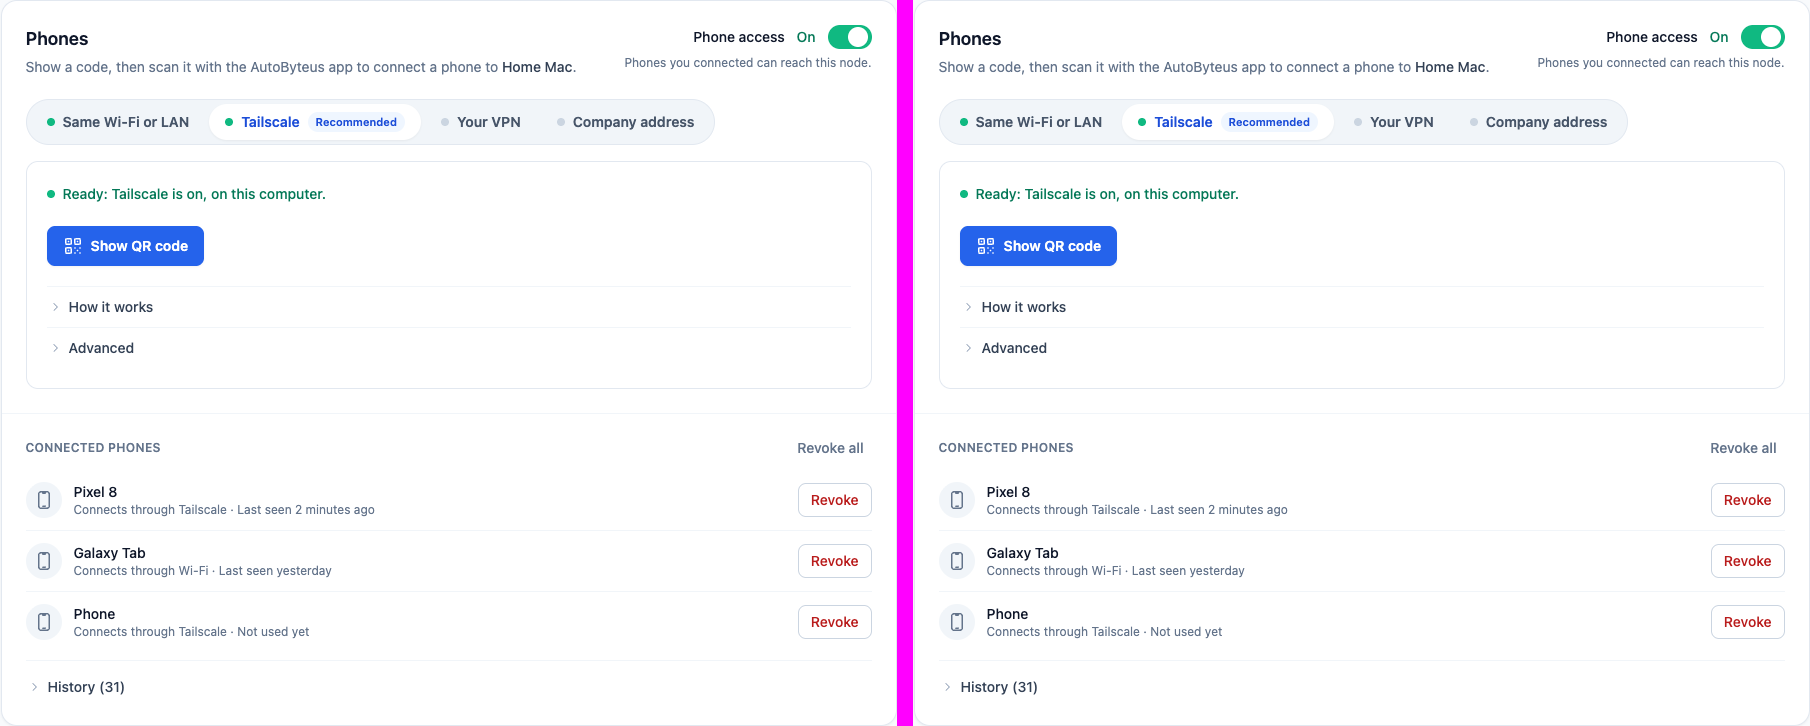 Phones
Phone access On
Show a code, then scan it with the AutoByteus app to connect a phone to Home Mac.
Phones you connected can reach this node.
Same Wi-Fi or LAN
Tailscale Recommended
Your VPN
Company address
Ready: Tailscale is on, on this computer.
Show QR code
How it works
Advanced
CONNECTED PHONES
Revoke all
Pixel 8
Connects through Tailscale · Last seen 2 minutes ago
Revoke
Galaxy Tab
Connects through Wi-Fi · Last seen yesterday
Revoke
Phone
Connects through Tailscale · Not used yet
Revoke
History (31)
Phones
Phone access On
Show a code, then scan it with the AutoByteus app to connect a phone to Home Mac.
Phones you connected can reach this node.
Same Wi-Fi or LAN
Tailscale Recommended
Your VPN
Company address
Ready: Tailscale is on, on this computer.
Show QR code
How it works
Advanced
CONNECTED PHONES
Revoke all
Pixel 8
Connects through Tailscale · Last seen 2 minutes ago
Revoke
Galaxy Tab
Connects through Wi-Fi · Last seen yesterday
Revoke
Phone
Connects through Tailscale · Not used yet
Revoke
History (31)